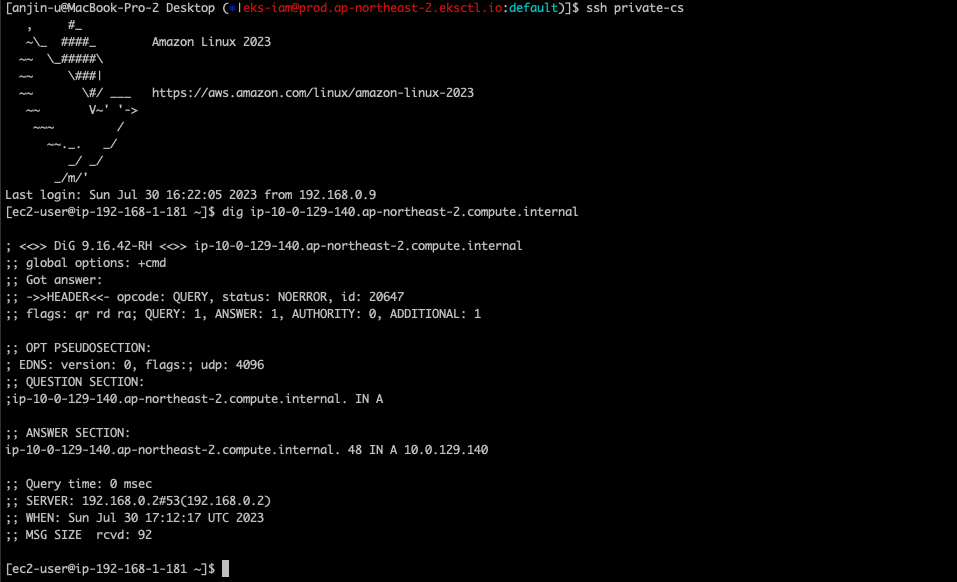 [anjin-u@MacBook-Pro-2 Desktop (*|eks-iam@prod.ap-northeast-2.eksctl.io:default)]$ ssh private-cs
   ,     #_
   ~\_  ####_        Amazon Linux 2023
  ~~  \_#####\
  ~~     \###|
  ~~       \#/ ___   https://aws.amazon.com/linux/amazon-linux-2023
   ~~       V~' '->
    ~~~         /
      ~~._.   _/
         _/ _/
       _/m/'
Last login: Sun Jul 30 16:22:05 2023 from 192.168.0.9
[ec2-user@ip-192-168-1-181 ~]$ dig ip-10-0-129-140.ap-northeast-2.compute.internal

; <<>> DiG 9.16.42-RH <<>> ip-10-0-129-140.ap-northeast-2.compute.internal
;; global options: +cmd
;; Got answer:
;; ->>HEADER<<- opcode: QUERY, status: NOERROR, id: 20647
;; flags: qr rd ra; QUERY: 1, ANSWER: 1, AUTHORITY: 0, ADDITIONAL: 1

;; OPT PSEUDOSECTION:
; EDNS: version: 0, flags:; udp: 4096
;; QUESTION SECTION:
;ip-10-0-129-140.ap-northeast-2.compute.internal. IN A

;; ANSWER SECTION:
ip-10-0-129-140.ap-northeast-2.compute.internal. 48 IN A 10.0.129.140

;; Query time: 0 msec
;; SERVER: 192.168.0.2#53(192.168.0.2)
;; WHEN: Sun Jul 30 17:12:17 UTC 2023
;; MSG SIZE  rcvd: 92

[ec2-user@ip-192-168-1-181 ~]$